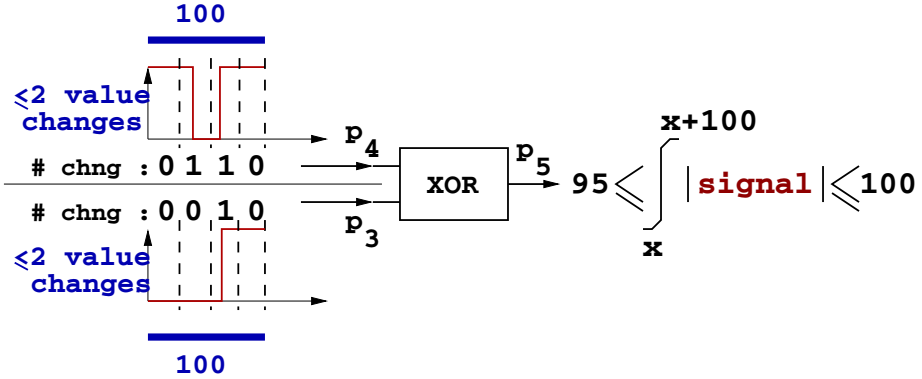 100
≤2 value
changes
p4
# chng :0 1 1 0
x+100
p5
XOR
95 ≤ ∫ |signal| ≤ 100
# chng :0 0 1 0
p3
x
≤2 value
changes
100